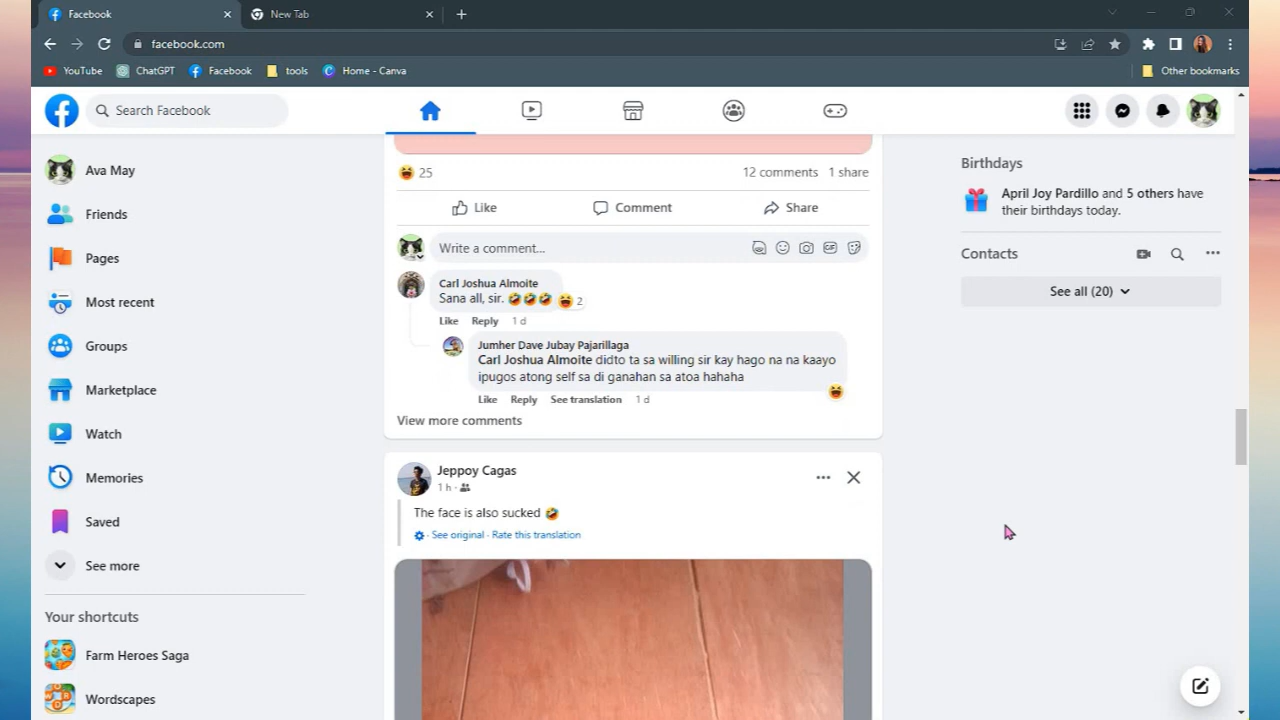 Facebook
New Tab
facebook.com
YouTube
ChatGPT
Facebook
tools
Home - Canva
Other bookmarks
Search Facebook
Ava May
Friends
Pages
Most recent
Groups
Marketplace
Watch
Memories
Saved
See more
Your shortcuts
Farm Heroes Saga
Wordscapes
25
12 comments 1 share
Like
Comment
Share
Write a comment...
GIF
Carl Joshua Almoite
Sana all, sir. 🤣🤣🤣
2
Like Reply 1 d
Jumher Dave Jubay Pajarillaga
Carl Joshua Almoite didto ta sa willing sir kay hago na na kaayo
ipugos atong self sa di ganahan sa atoa hahaha
Like Reply See translation 1 d
View more comments
Jeppoy Cagas
1 h ·
The face is also sucked 🤣
· See original · Rate this translation
Birthdays
April Joy Pardillo and 5 others have
their birthdays today.
Contacts
See all (20)